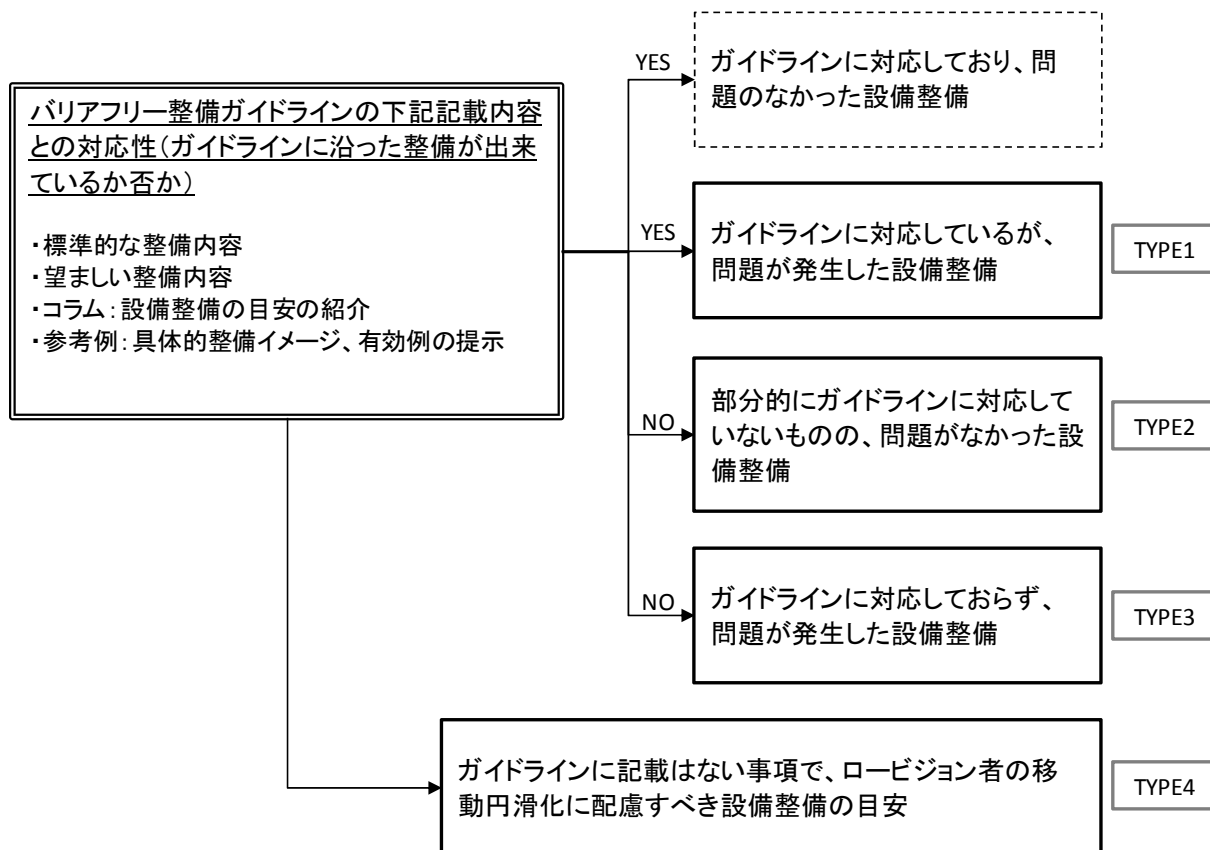 バリアフリー整備ガイドラインの下記記載内容
との対応性(ガイドラインに沿った整備が出来
ているか否か)
・標準的な整備内容
・望ましい整備内容
・コラム:設備整備の目安の紹介
・参考例:具体的整備イメージ、有効例の提示
YES
ガイドラインに対応しており、問
題のなかった設備整備
YES
ガイドラインに対応しているが、
問題が発生した設備整備
TYPE1
NO
部分的にガイドラインに対応して
いないものの、問題がなかった設
備整備
TYPE2
NO
ガイドラインに対応しておらず、
問題が発生した設備整備
TYPE3
ガイドラインに記載はない事項で、ロービジョン者の移
動円滑化に配慮すべき設備整備の目安
TYPE4